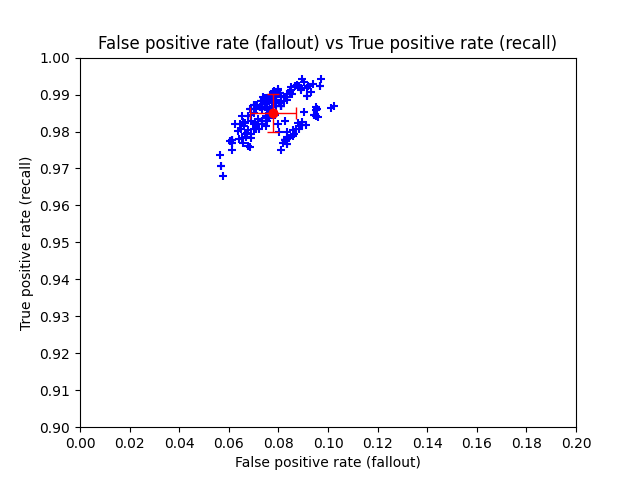 False positive rate (fallout) vs True positive rate (recall)
1.00
0.99
0.98
0.97
0.96
0.95
0.94
0.93
0.92
0.91
0.90
True positive rate (recall)
0.00 0.02 0.04 0.06 0.08 0.10 0.12 0.14 0.16 0.18 0.20
False positive rate (fallout)